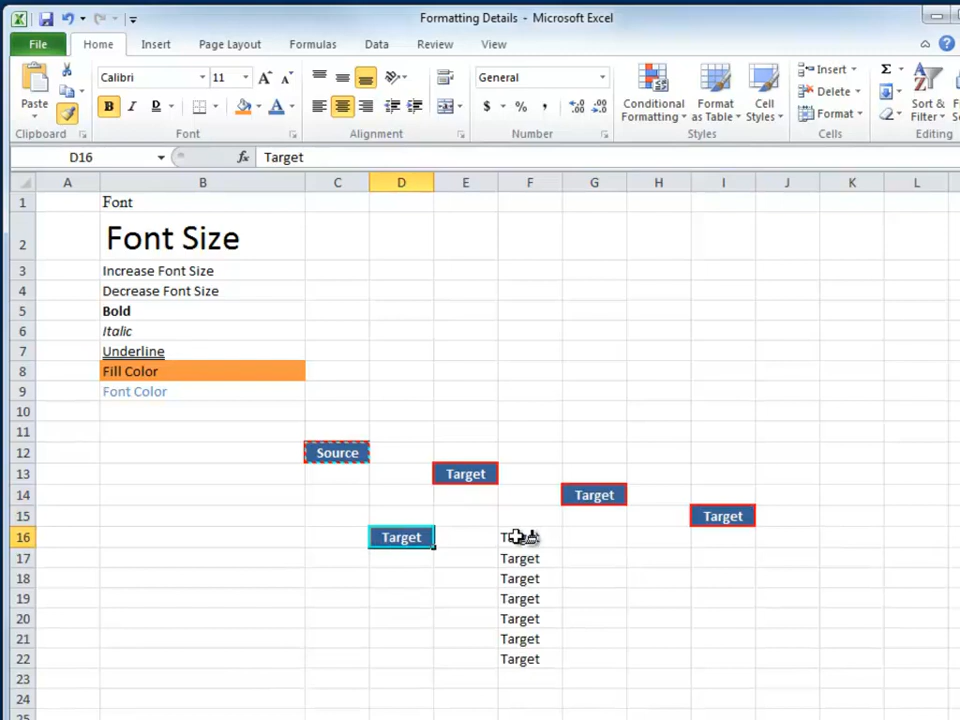 Formatting Details - Microsoft Excel
File Home Insert Page Layout Formulas Data Review View
Calibri 11 General
Paste
B I D A
$ % ,
Conditional Formatting
Format as Table
Cell Styles
Insert
Delete
Format
Σ
Sort & Filter
Clipboard Font Alignment Number Styles Cells Editing
D16 fx Target
A B C D E F G H I J K L
1 Font
2 Font Size
3 Increase Font Size
4 Decrease Font Size
5 Bold
6 Italic
7 Underline
8 Fill Color
9 Font Color
10
11
12 Source
13 Target
14 Target
15 Target
16 Target
17 Target
18 Target
19 Target
20 Target
21 Target
22 Target
23
24
25